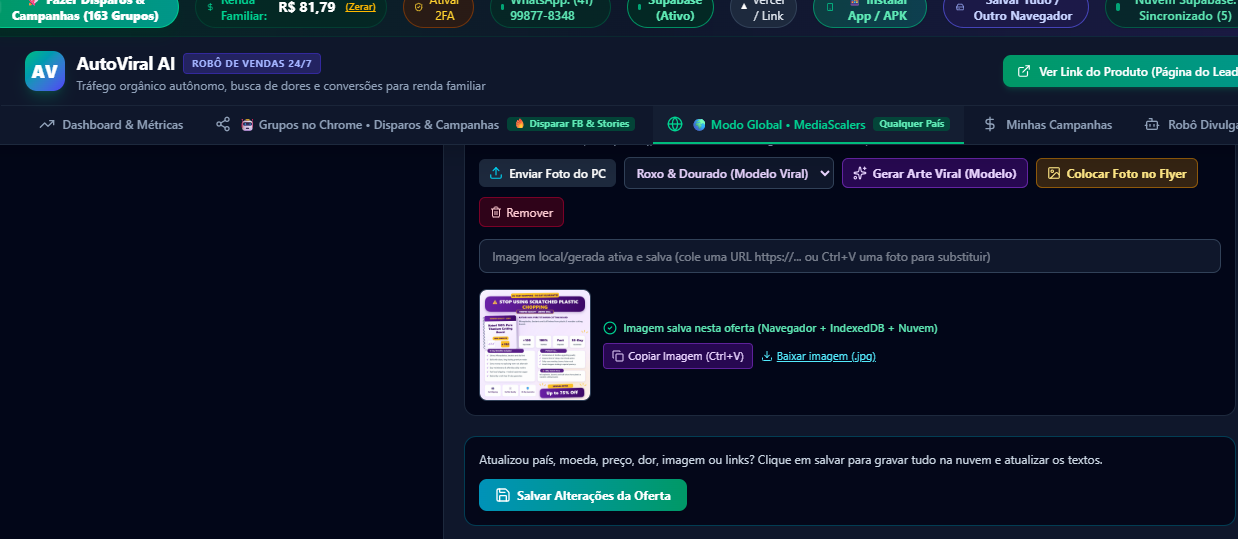 🚀 Fazer Disparos &
Campanhas (163 Grupos)
Renda
Familiar:
R$ 81,79
(Zerar)
Ativar
2FA
WhatsApp: (41)
99877-8348
Supabase
(Ativo)
▲ Vercel
/ Link
Instalar
App / APK
Salvar Tudo /
Outro Navegador
Nuvem Supabase:
Sincronizado (5)
AV
AutoViral AI
ROBÔ DE VENDAS 24/7
Tráfego orgânico autônomo, busca de dores e conversões para renda familiar
Ver Link do Produto (Página do Lead
Dashboard & Métricas
🤖 Grupos no Chrome • Disparos & Campanhas
🔥 Disparar FB & Stories
🌍 Modo Global • MediaScalers
Qualquer País
Minhas Campanhas
Robô Divulga
Enviar Foto do PC
Roxo & Dourado (Modelo Viral)
Gerar Arte Viral (Modelo)
Colocar Foto no Flyer
Remover
Imagem local/gerada ativa e salva (cole uma URL https://... ou Ctrl+V uma foto para substituir)
STOP USING SCRATCHED PLASTIC
CHOPPING
Up to 70% Off
Imagem salva nesta oferta (Navegador + IndexedDB + Nuvem)
Copiar Imagem (Ctrl+V)
Baixar imagem (.jpg)
Atualizou país, moeda, preço, dor, imagem ou links? Clique em salvar para gravar tudo na nuvem e atualizar os textos.
Salvar Alterações da Oferta